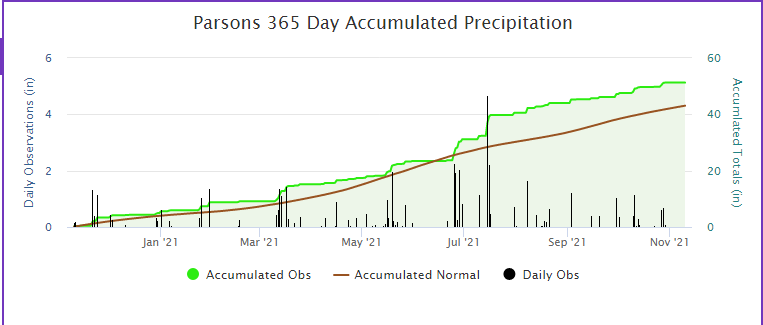 Parsons 365 Day Accumulated Precipitation
6
60
4
40
2
20
0
0
Daily Observations (in)
Accumlated Totals (in)
Jan '21
Mar '21
May '21
Jul '21
Sep '21
Nov '21
Accumulated Obs
Accumulated Normal
Daily Obs